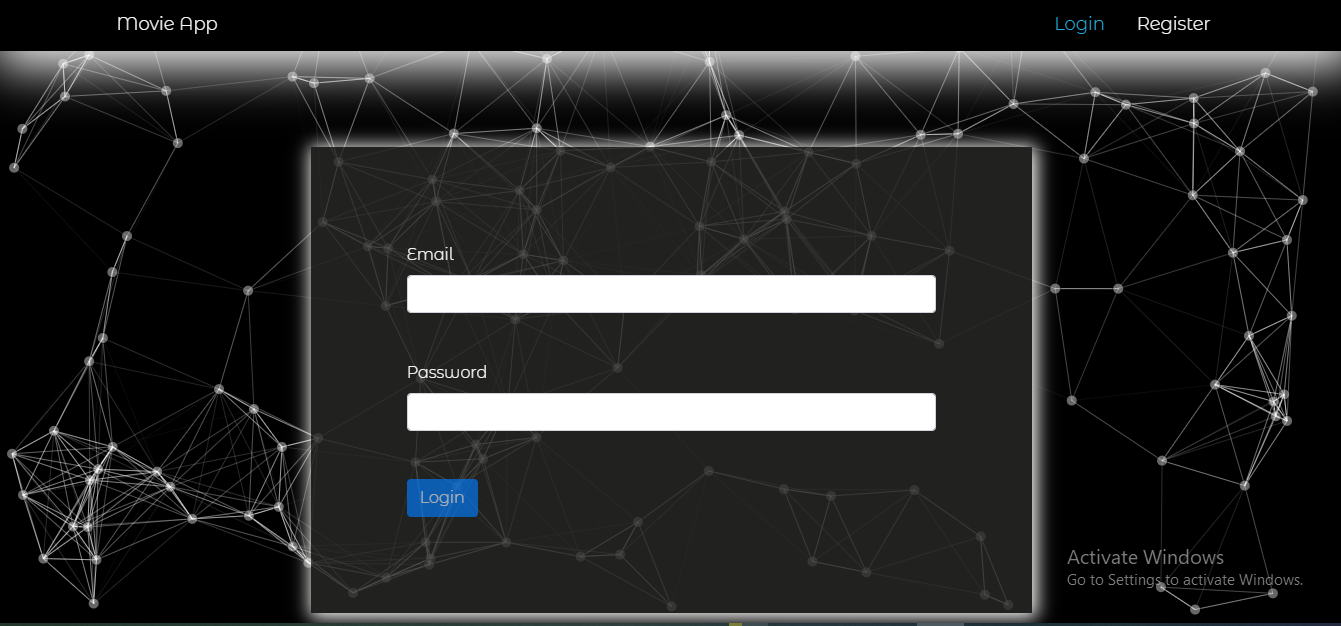 Movie App
Login
Register
Email
Password
Login
Activate Windows
Go to Settings to activate Windows.